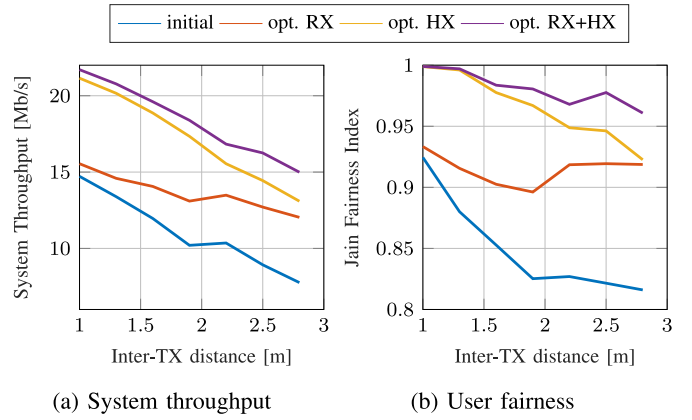 initial opt. RX opt. HX opt. RX+HX
System Throughput [Mb/s]
20
15
10
1 1.5 2 2.5 3
Inter-TX distance [m]
(a) System throughput
Jain Fairness Index
1
0.95
0.9
0.85
0.8
1 1.5 2 2.5 3
Inter-TX distance [m]
(b) User fairness